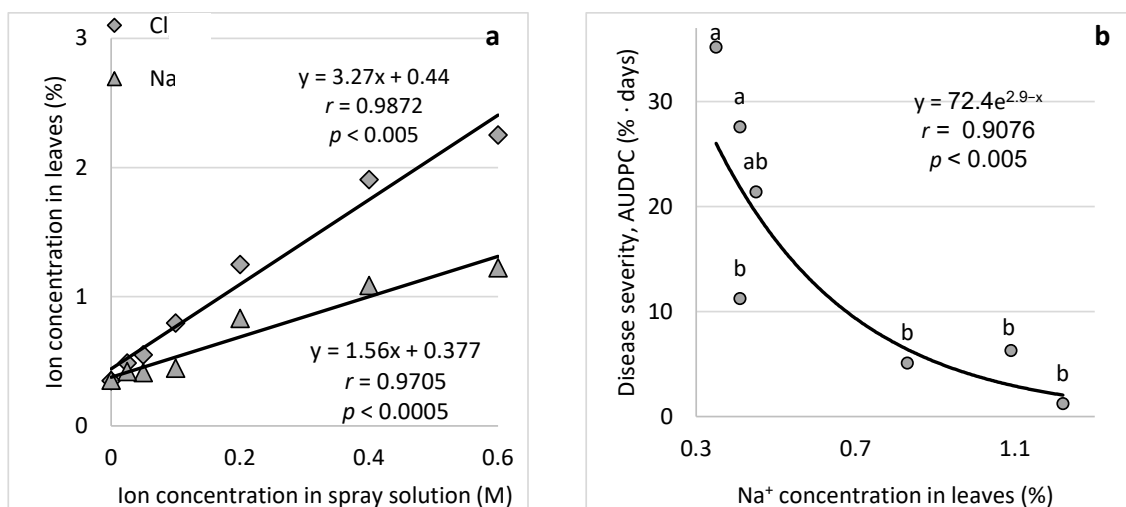 Cl
Na
a
3
2
1
0
y = 3.27x + 0.44
r = 0.9872
p < 0.005
y = 1.56x + 0.377
r = 0.9705
p < 0.0005
0 0.2 0.4 0.6
Ion concentration in spray solution (M)
Ion concentration in leaves (%)
b
30
20
10
0
a
a
ab
b
b
b
b
y = 72.4e^2.9−x
r = 0.9076
p < 0.005
0.3 0.7 1.1
Na⁺ concentration in leaves (%)
Disease severity, AUDPC (% · days)